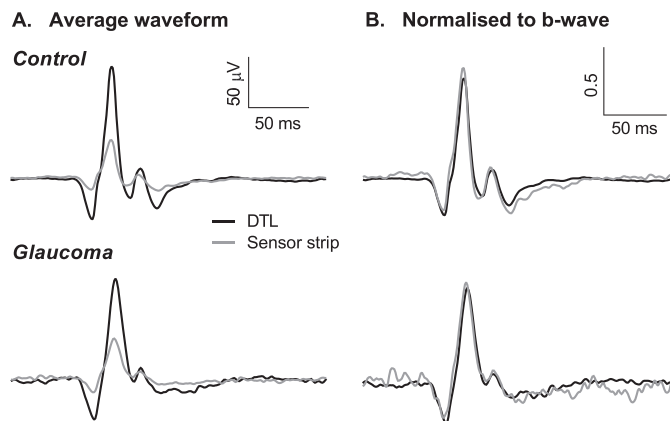 A. Average waveform
B. Normalised to b-wave
Control
50 μV
50 ms
0.5
50 ms
DTL
Sensor strip
Glaucoma